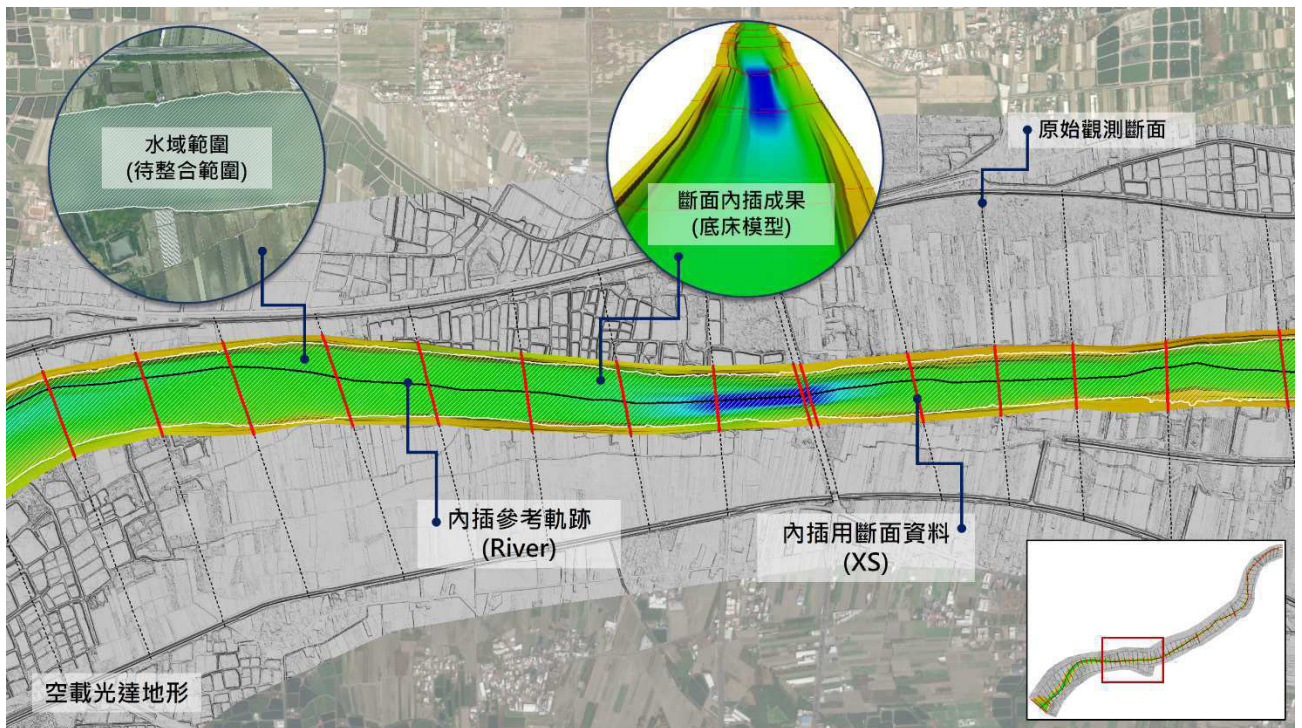 水域範圍
(待整合範圍)
斷面內插成果
(底床模型)
原始觀測斷面
內插參考軌跡
(River)
內插用斷面資料
(XS)
空載光達地形